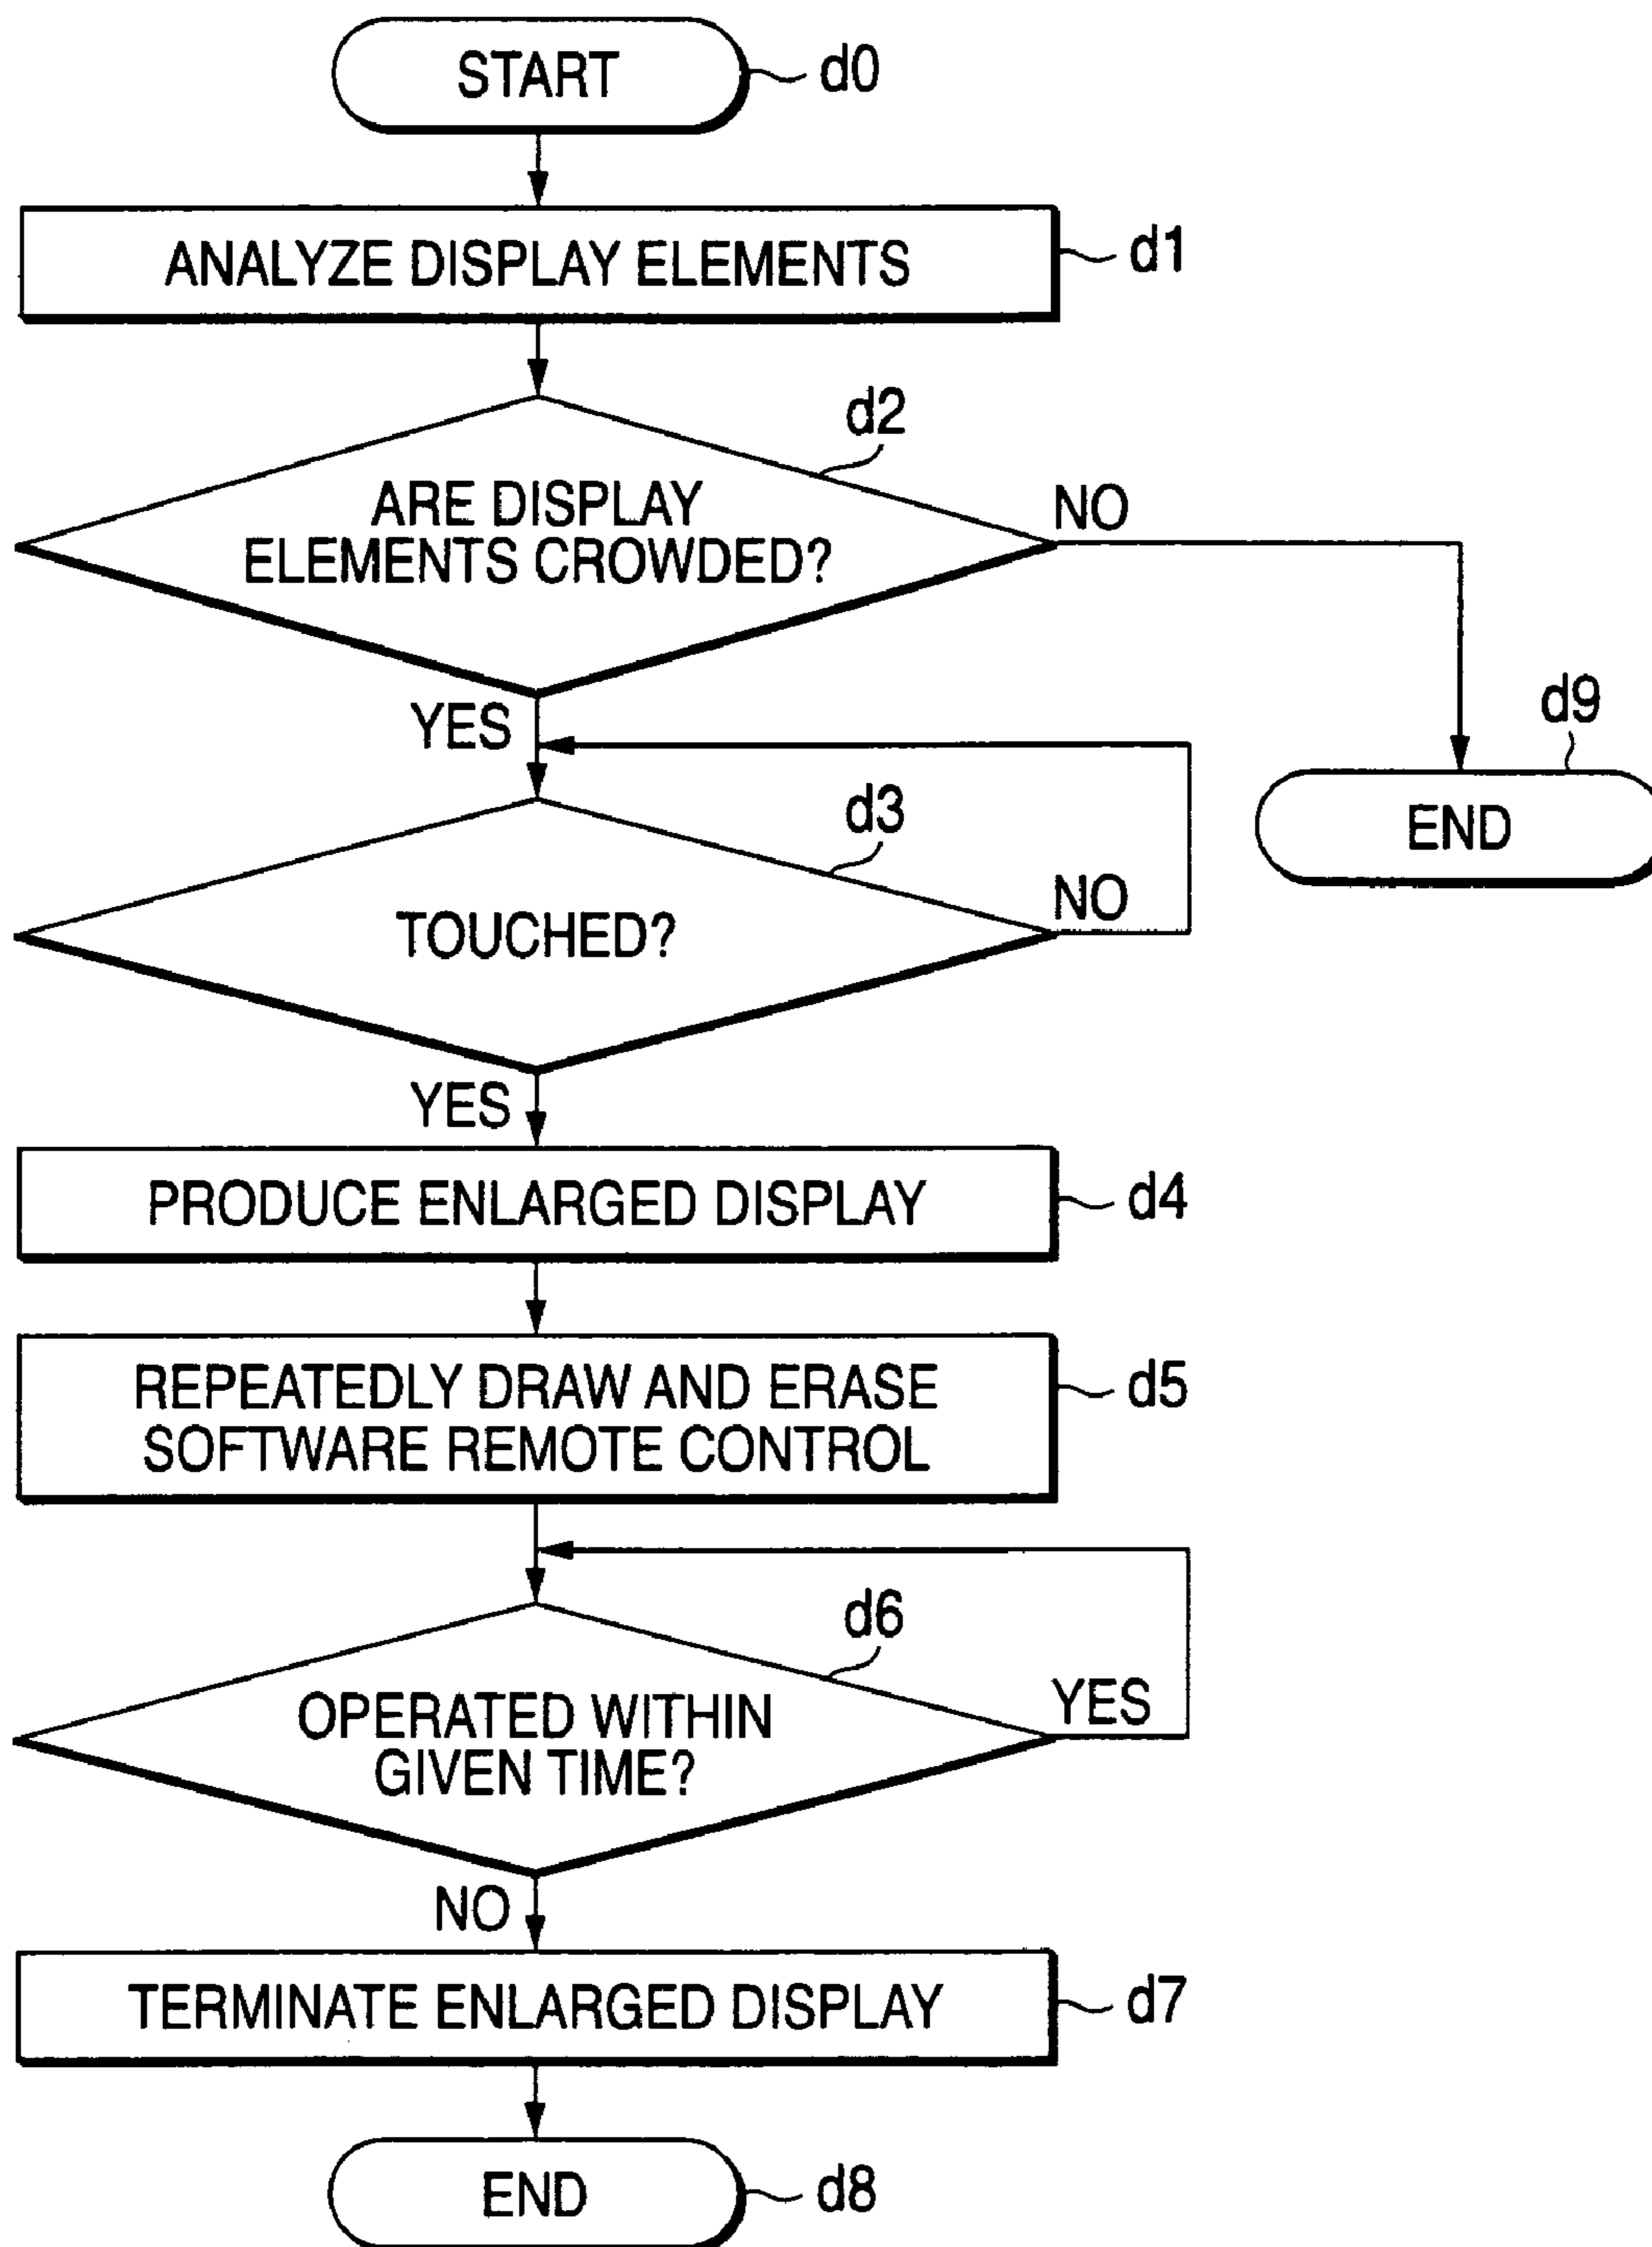 START
d0
ANALYZE DISPLAY ELEMENTS
d1
d2
ARE DISPLAY
ELEMENTS CROWDED?
NO
YES
d9
END
d3
TOUCHED?
NO
YES
PRODUCE ENLARGED DISPLAY
d4
REPEATEDLY DRAW AND ERASE
SOFTWARE REMOTE CONTROL
d5
d6
OPERATED WITHIN
GIVEN TIME?
YES
NO
TERMINATE ENLARGED DISPLAY
d7
END
d8